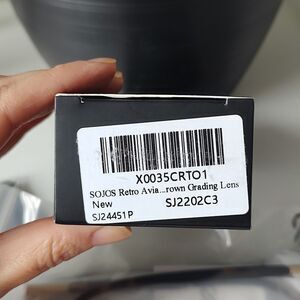 X0035CRTO1
SOJOS Retro Avia...rown Grading Lens
New SJ2202C3
SJ24451P